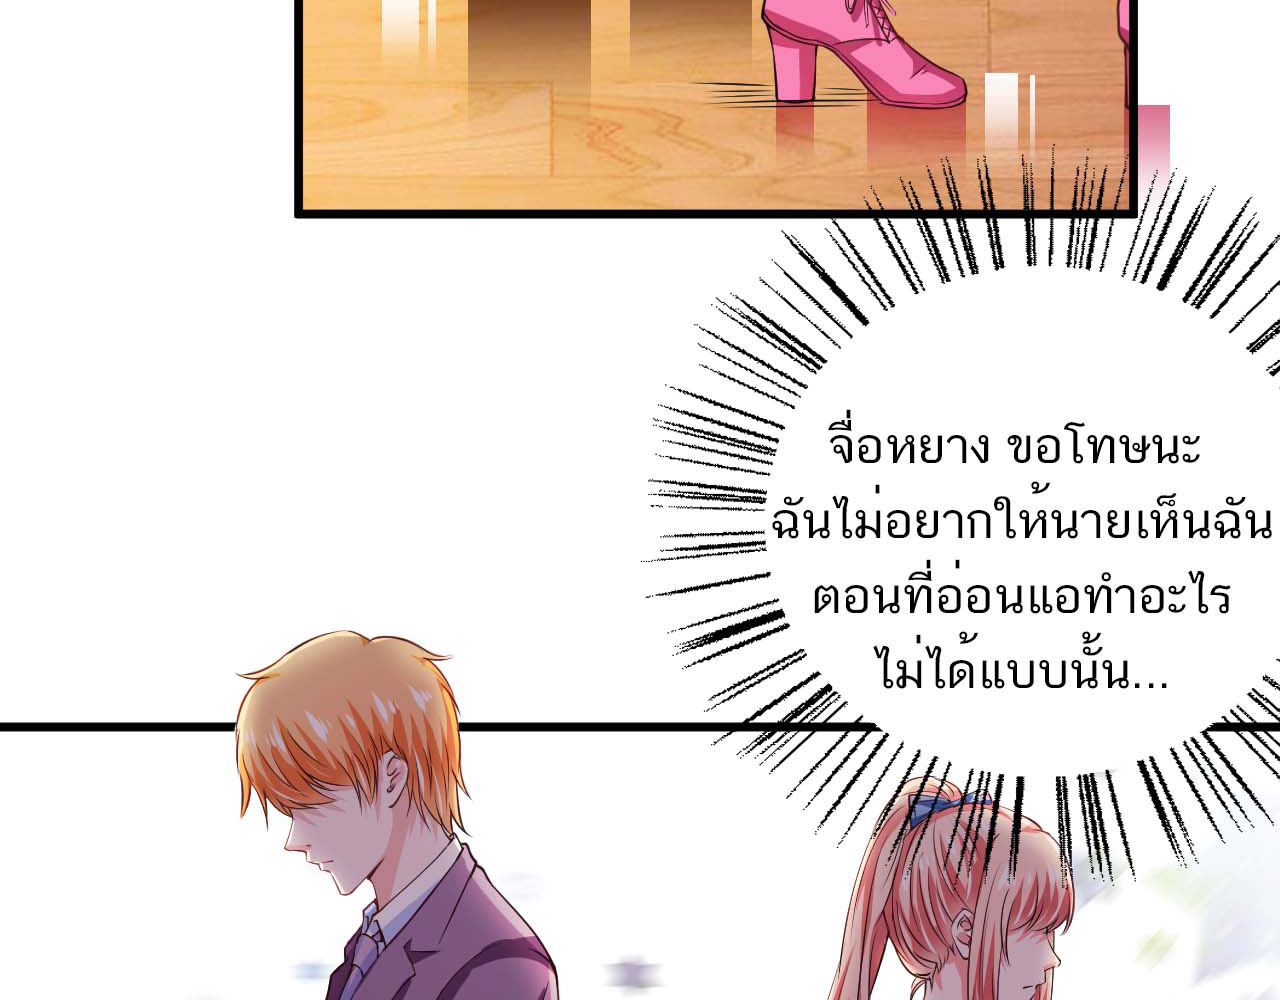 จื่อหยาง ขอโทษนะ
ฉันไม่อยากให้นายเห็นฉัน
ตอนที่อ่อนแอทำอะไร
ไม่ได้แบบนั้น...